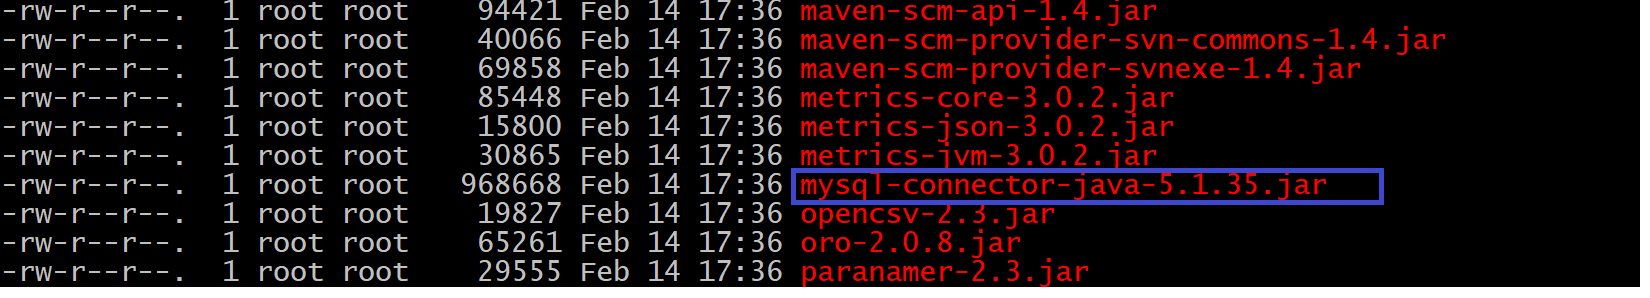 -rw-r--r--. 1 root root 94421 Feb 14 17:36 maven-scm-api-1.4.jar
-rw-r--r--. 1 root root 40066 Feb 14 17:36 maven-scm-provider-svn-commons-1.4.jar
-rw-r--r--. 1 root root 69858 Feb 14 17:36 maven-scm-provider-svnexe-1.4.jar
-rw-r--r--. 1 root root 85448 Feb 14 17:36 metrics-core-3.0.2.jar
-rw-r--r--. 1 root root 15800 Feb 14 17:36 metrics-json-3.0.2.jar
-rw-r--r--. 1 root root 30865 Feb 14 17:36 metrics-jvm-3.0.2.jar
-rw-r--r--. 1 root root 968668 Feb 14 17:36 mysql-connector-java-5.1.35.jar
-rw-r--r--. 1 root root 19827 Feb 14 17:36 opencsv-2.3.jar
-rw-r--r--. 1 root root 65261 Feb 14 17:36 oro-2.0.8.jar
-rw-r--r--. 1 root root 29555 Feb 14 17:36 paranamer-2.3.jar